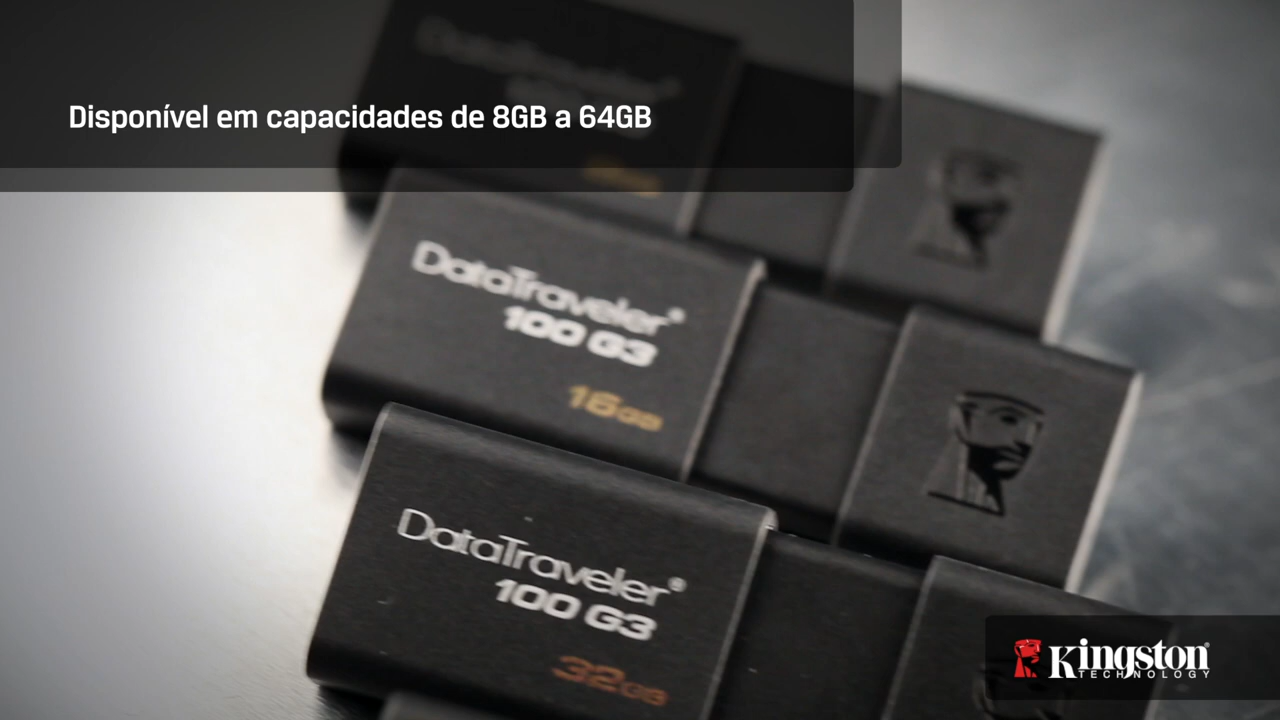 Disponível em capacidades de 8GB a 64GB
DataTraveler®
100 G3
16GB
DataTraveler®
100 G3
32GB
Kingston®
TECHNOLOGY